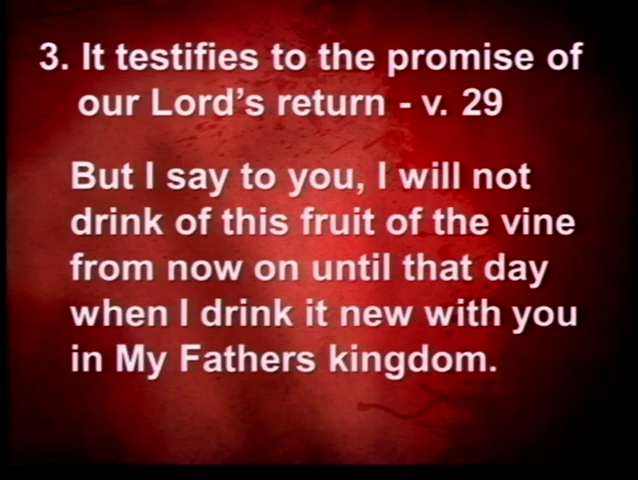 3. It testifies to the promise of
our Lord's return - v. 29
But I say to you, I will not
drink of this fruit of the vine
from now on until that day
when I drink it new with you
in My Fathers kingdom.